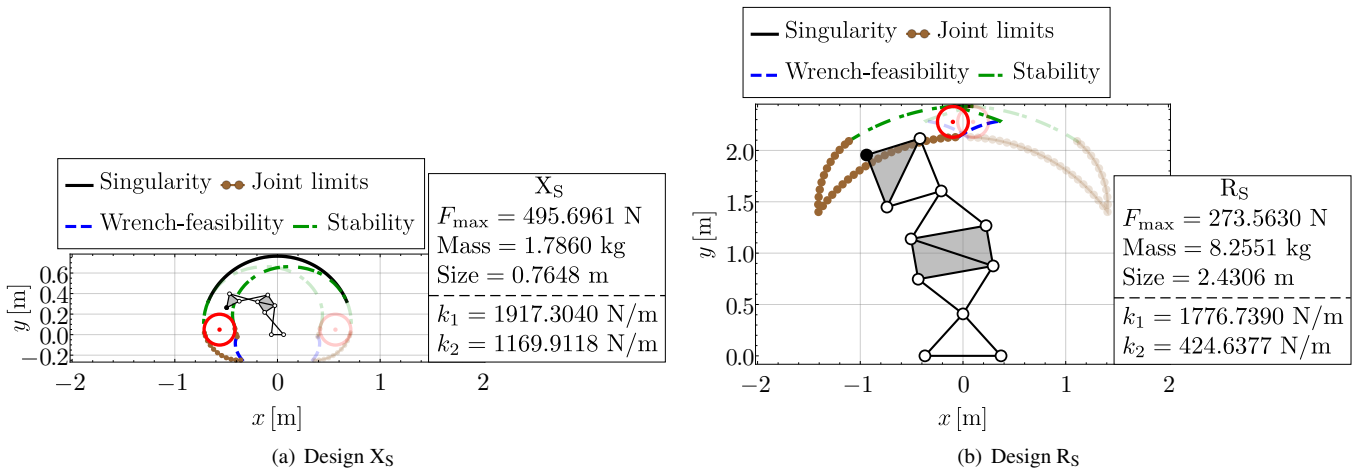 Singularity Joint limits
Wrench-feasibility Stability
X_S
F_max = 495.6961 N
Mass = 1.7860 kg
Size = 0.7648 m
k_1 = 1917.3040 N/m
k_2 = 1169.9118 N/m
y [m]
0.6
0.4
0.2
0.0
−0.2
−2 −1 0 1 2
x [m]
(a) Design X_S
Singularity Joint limits
Wrench-feasibility Stability
R_S
F_max = 273.5630 N
Mass = 8.2551 kg
Size = 2.4306 m
k_1 = 1776.7390 N/m
k_2 = 424.6377 N/m
y [m]
2.0
1.5
1.0
0.5
0.0
−2 −1 0 1 2
x [m]
(b) Design R_S